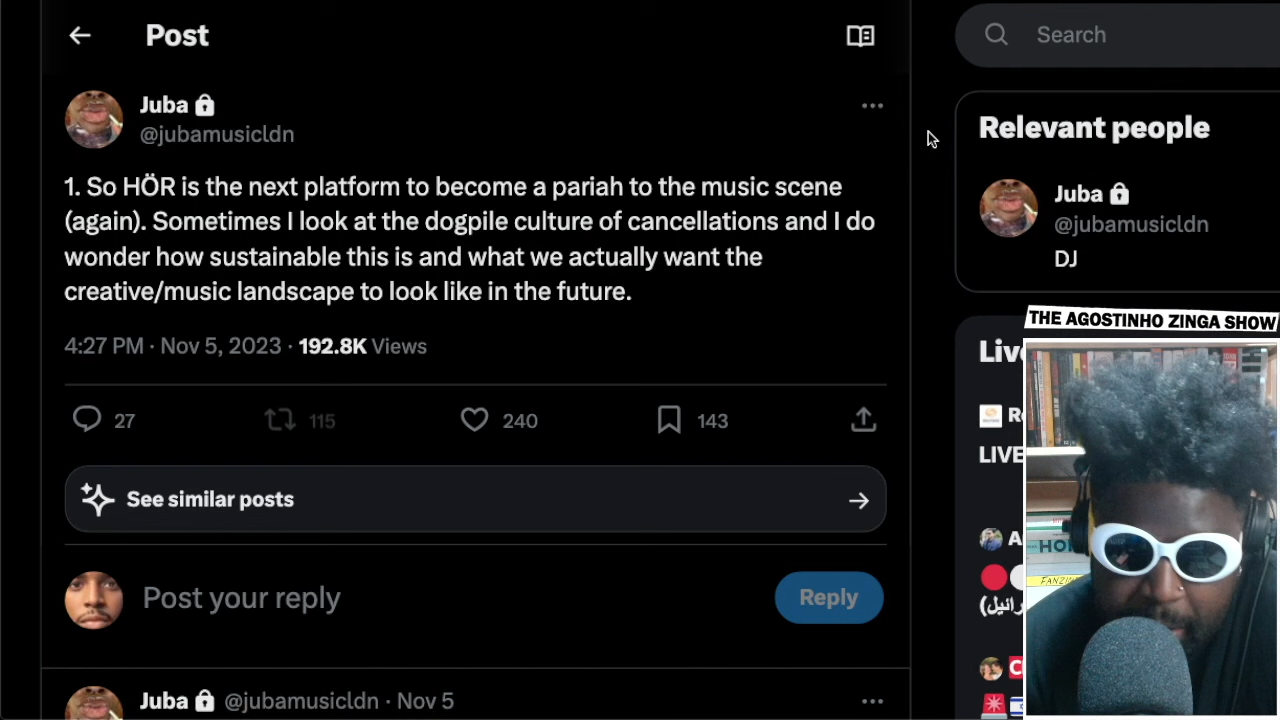 Post
Search
Juba
@jubamusicldn
1. So HÖR is the next platform to become a pariah to the music scene
(again). Sometimes I look at the dogpile culture of cancellations and I do
wonder how sustainable this is and what we actually want the
creative/music landscape to look like in the future.
4:27 PM · Nov 5, 2023 · 192.8K Views
27 115 240 143
See similar posts
Post your reply
Reply
Juba @jubamusicldn · Nov 5
Relevant people
Juba
@jubamusicldn
DJ
THE AGOSTINHO ZINGA SHOW
LIVE
FANZIN